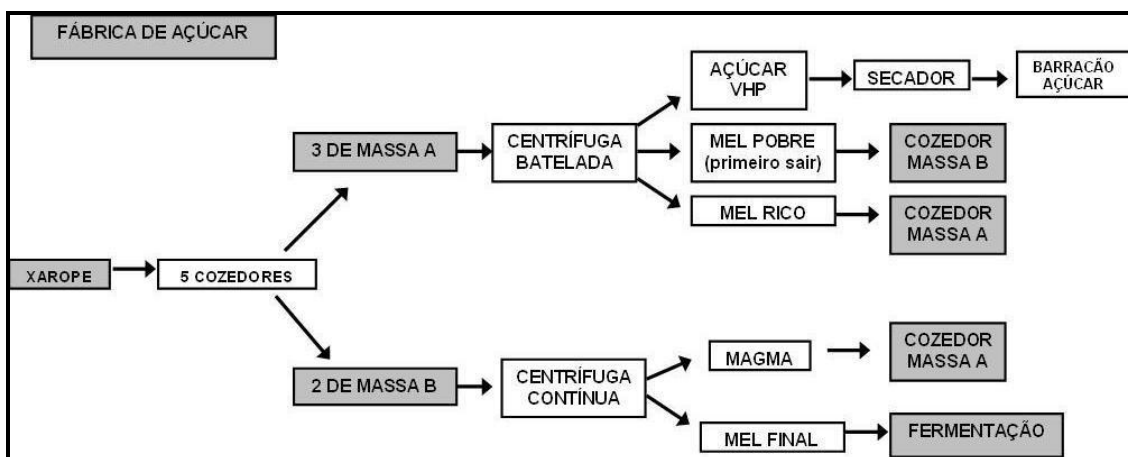 FÁBRICA DE AÇÚCAR
AÇÚCAR
VHP
SECADOR
BARRACÃO
AÇÚCAR
3 DE MASSA A
CENTRÍFUGA
BATELADA
MEL POBRE
(primeiro sair)
COZEDOR
MASSA B
MEL RICO
COZEDOR
MASSA A
XAROPE
5 COZEDORES
2 DE MASSA B
CENTRÍFUGA
CONTÍNUA
MAGMA
COZEDOR
MASSA A
MEL FINAL
FERMENTAÇÃO